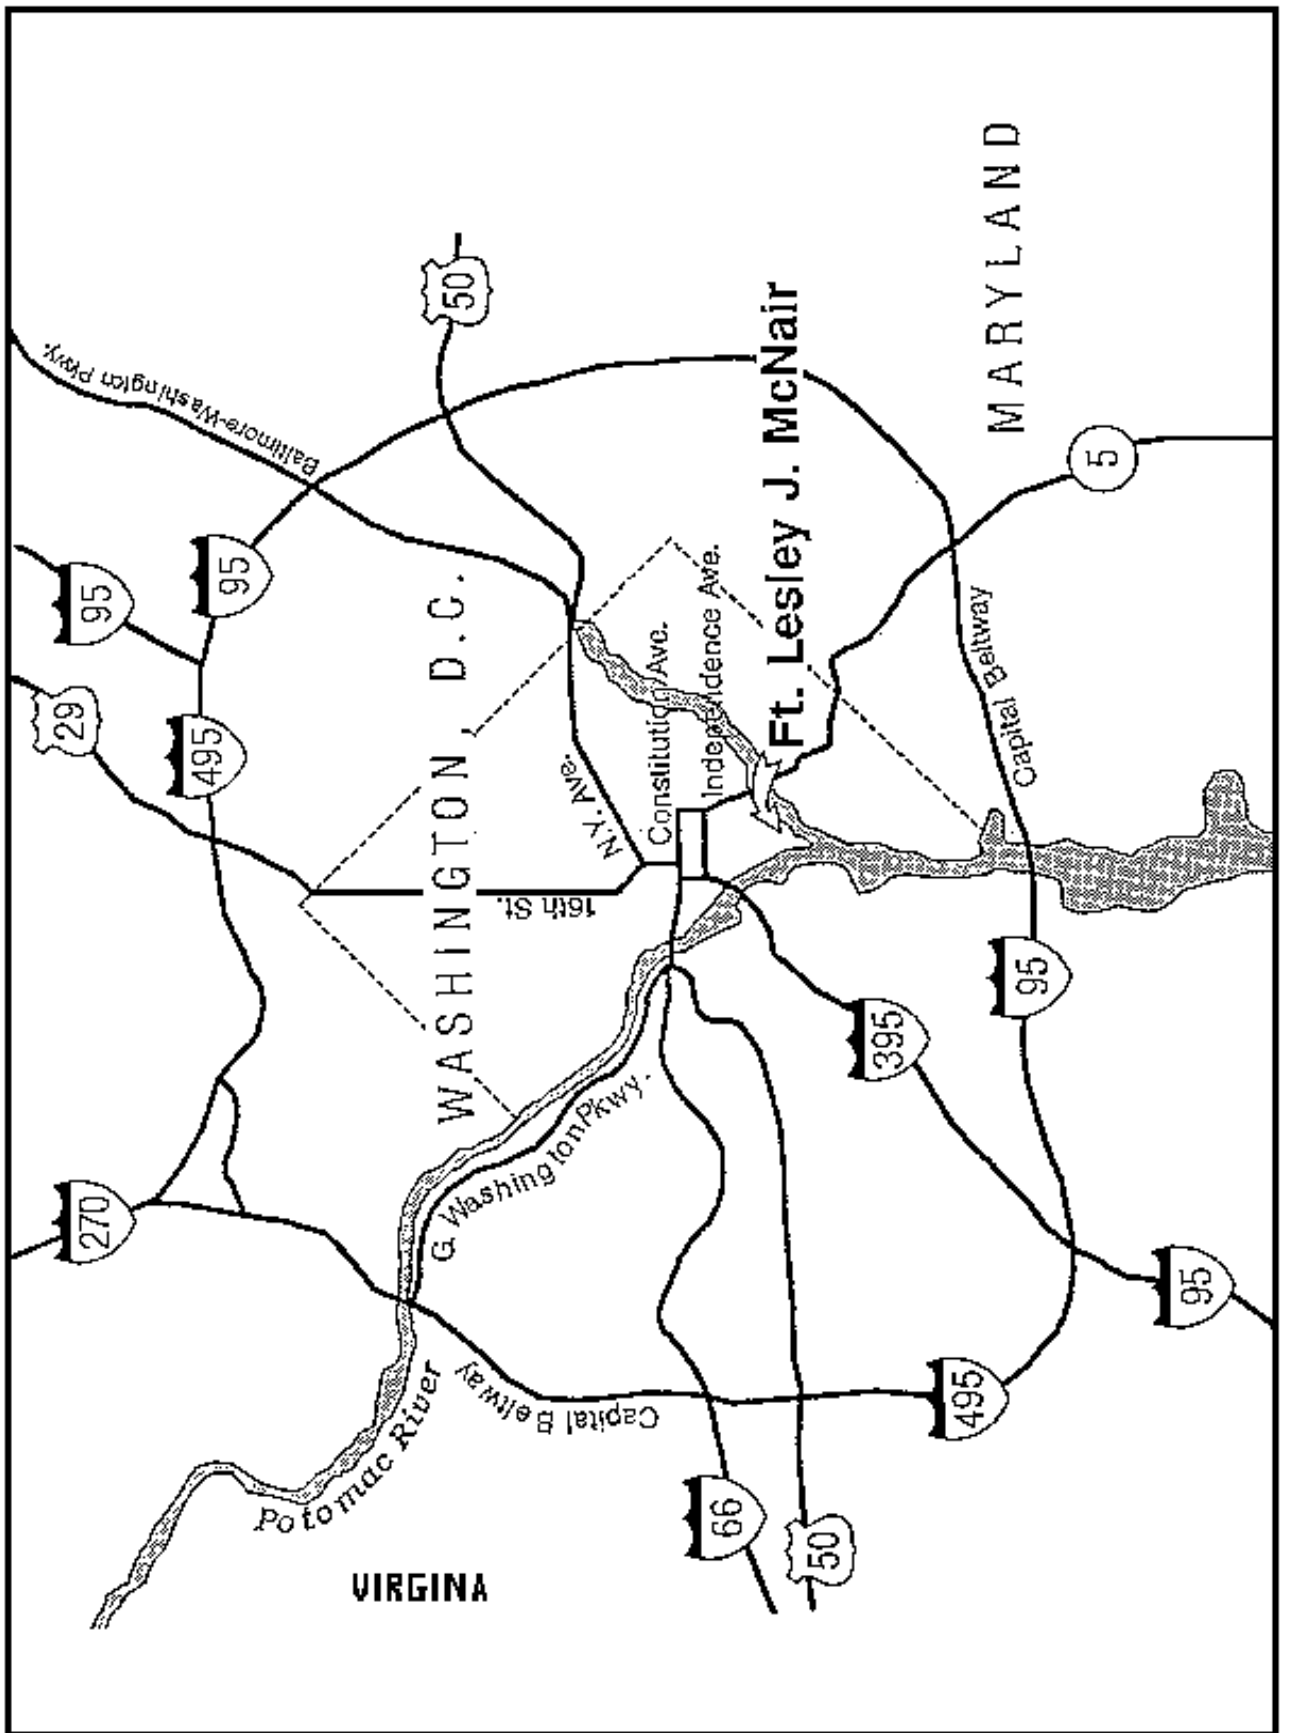 50
Baltimore-Washington Pkwy.
95
95
29
495
WASHINGTON, D.C.
MARYLAND
Ft. Lesley J. McNair
Independence Ave.
Constitution Ave.
N.Y. Ave.
16th St.
5
Capital Beltway
95
395
270
G. Washington Pkwy.
Potomac River
Capital Beltway
495
95
66
50
VIRGINA